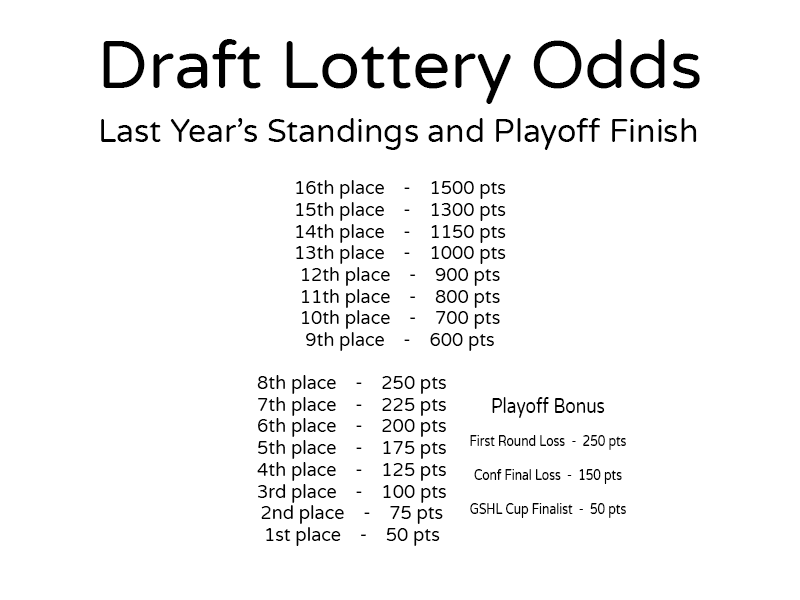 Draft Lottery Odds
Last Year's Standings and Playoff Finish
16th place - 1500 pts
15th place - 1300 pts
14th place - 1150 pts
13th place - 1000 pts
12th place - 900 pts
11th place - 800 pts
10th place - 700 pts
9th place - 600 pts
8th place - 250 pts
7th place - 225 pts
6th place - 200 pts
5th place - 175 pts
4th place - 125 pts
3rd place - 100 pts
2nd place - 75 pts
1st place - 50 pts
Playoff Bonus
First Round Loss - 250 pts
Conf Final Loss - 150 pts
GSHL Cup Finalist - 50 pts